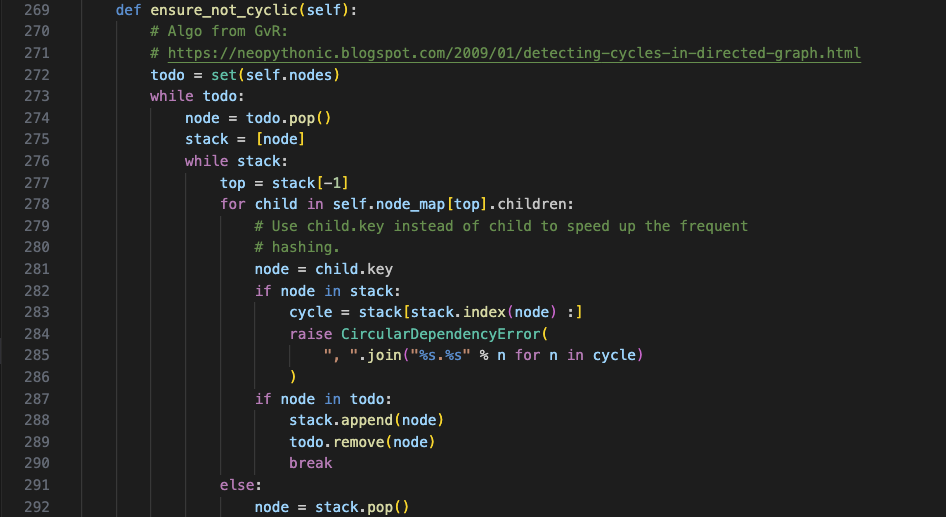 269 def ensure_not_cyclic(self):
270 # Algo from GvR:
271 # https://neopythonic.blogspot.com/2009/01/detecting-cycles-in-directed-graph.html
272 todo = set(self.nodes)
273 while todo:
274 node = todo.pop()
275 stack = [node]
276 while stack:
277 top = stack[-1]
278 for child in self.node_map[top].children:
279 # Use child.key instead of child to speed up the frequent
280 # hashing.
281 node = child.key
282 if node in stack:
283 cycle = stack[stack.index(node) :]
284 raise CircularDependencyError(
285 ", ".join("%s.%s" % n for n in cycle)
286 )
287 if node in todo:
288 stack.append(node)
289 todo.remove(node)
290 break
291 else:
292 node = stack.pop()